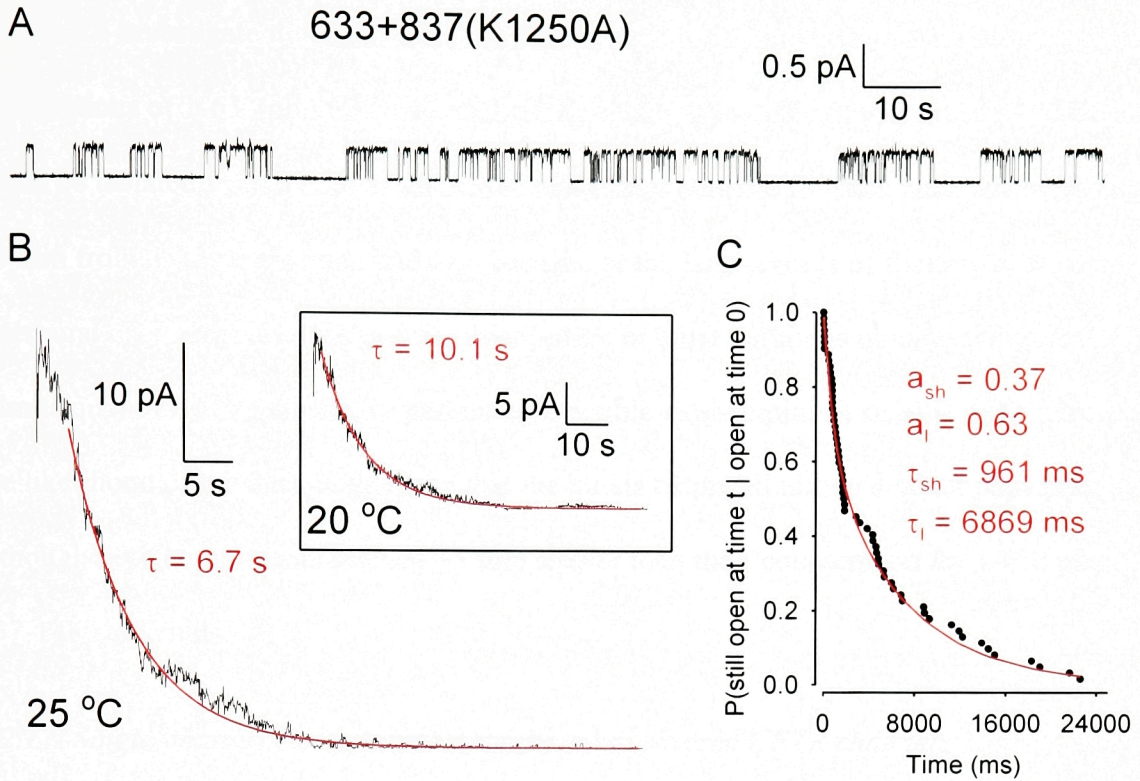 A
633+837(K1250A)
0.5 pA
10 s
B
10 pA
5 s
τ = 6.7 s
25 °C
τ = 10.1 s
5 pA
10 s
20 °C
C
P(still open at time t | open at time 0)
1.0
0.8
0.6
0.4
0.2
0.0
a_sh = 0.37
a_l = 0.63
τ_sh = 961 ms
τ_l = 6869 ms
0 8000 16000 24000
Time (ms)